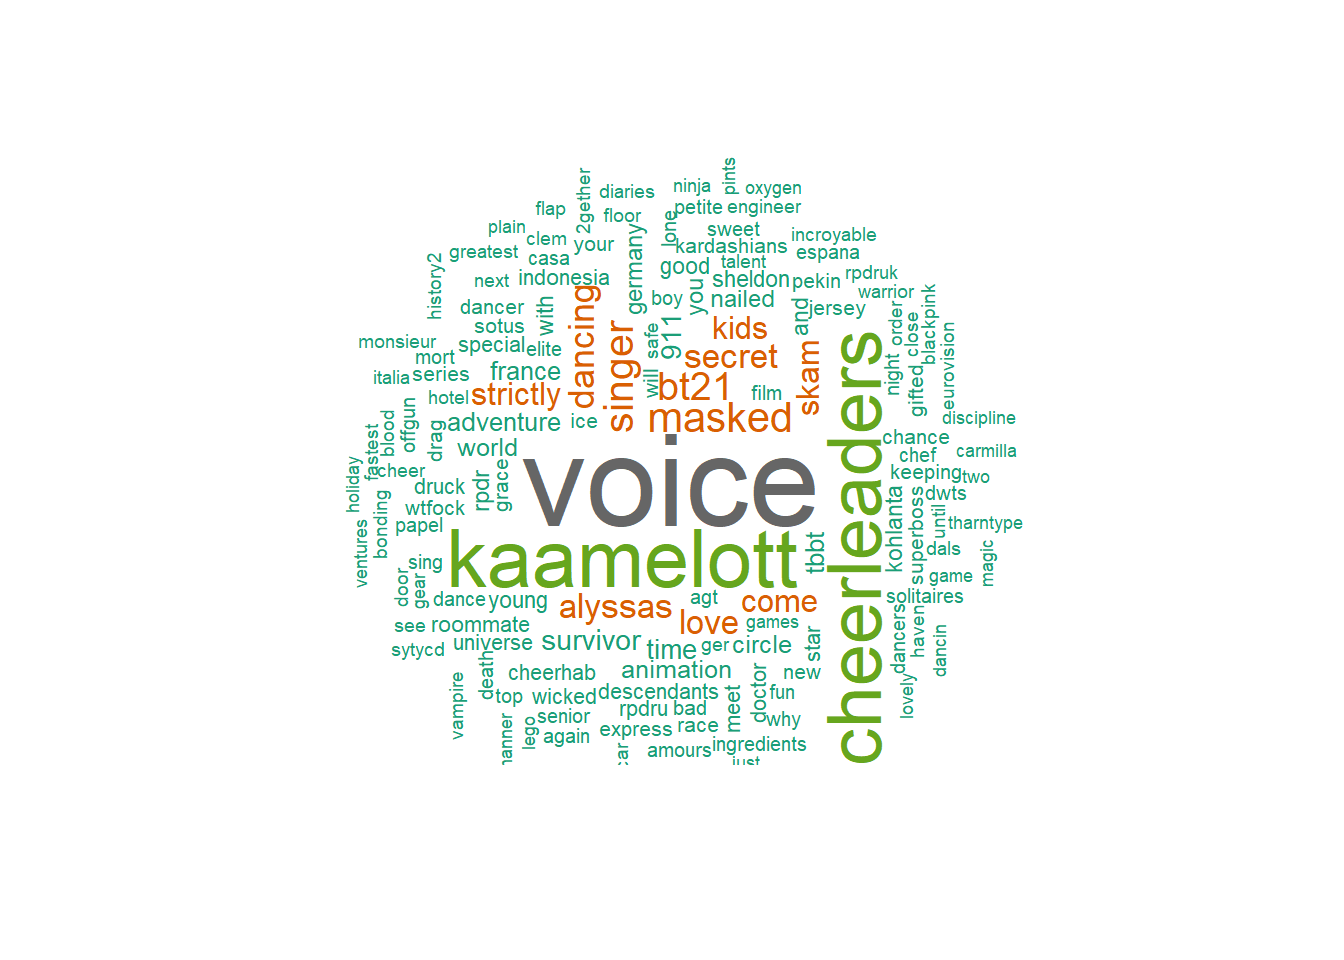 pints
ninja
oxygen
diaries
2gether
flap
floor
lone
petite
engineer
plain
clem
your
germany
sweet
kardashians
incroyable
greatest
casa
good
talent
espana
history2
next
indonesia
you
sheldon
pekin
rpdruk
dancer
with
dancing
boy
nailed
and
jersey
warrior
blackpink
sotus
singer
safe
911
kids
order
close
monsieur
special
elite
secret
skam
night
eurovision
mort
italia
series
france
will
bt21
film
gifted
hotel
strictly
masked
cheerleaders
discipline
offgun
blood
fastest
drag
adventure
ice
chance
world
voice
chef
carmilla
holiday
cheer
keeping
two
druck
rpdr
grace
kohlanta
superboss
dwts
bonding
wtfock
papel
until
tharntype
ventures
sing
kaamelott
tbbt
dals
magic
door
gear
game
dance
young
alyssas
agt
come
solitaires
see
roommate
love
games
dancers
haven
sytycd
universe
survivor
time
ger
circle
star
dancin
death
cheerhab
animation
new
vampire
top
wicked
descendants
meet
doctor
fun
lovely
lego
senior
rpdru
bad
why
again
express
race
amours
ingredients
car
just